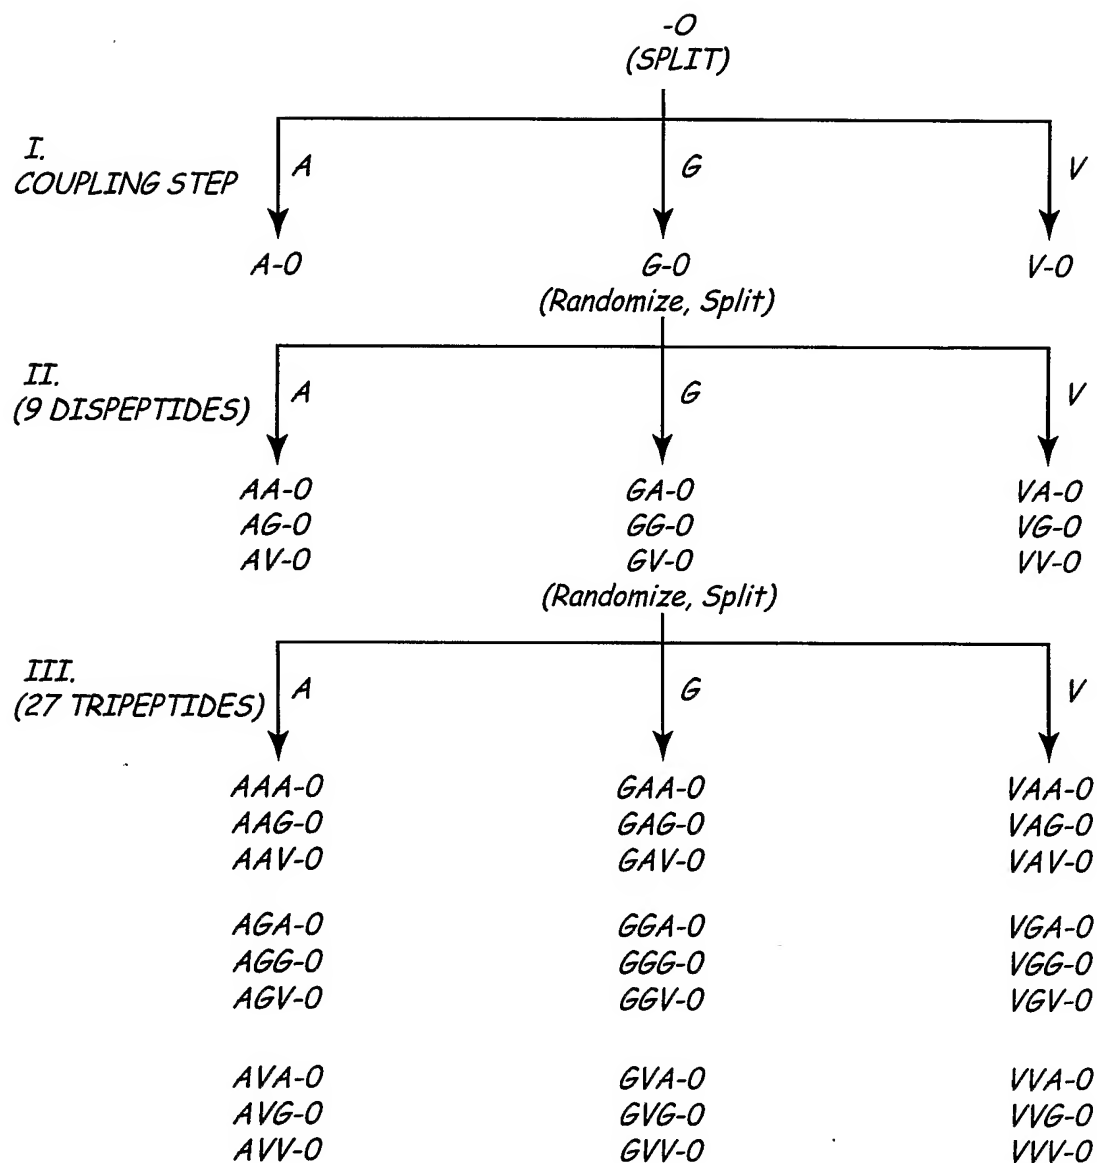 -O
(SPLIT)
I.
COUPLING STEP
A G V
A-O G-O V-O
(Randomize, Split)
II.
(9 DISPEPTIDES)
A G V
AA-O GA-O VA-O
AG-O GG-O VG-O
AV-O GV-O VV-O
(Randomize, Split)
III.
(27 TRIPEPTIDES)
A G V
AAA-O GAA-O VAA-O
AAG-O GAG-O VAG-O
AAV-O GAV-O VAV-O
AGA-O GGA-O VGA-O
AGG-O GGG-O VGG-O
AGV-O GGV-O VGV-O
AVA-O GVA-O VVA-O
AVG-O GVG-O VVG-O
AVV-O GVV-O VVV-O